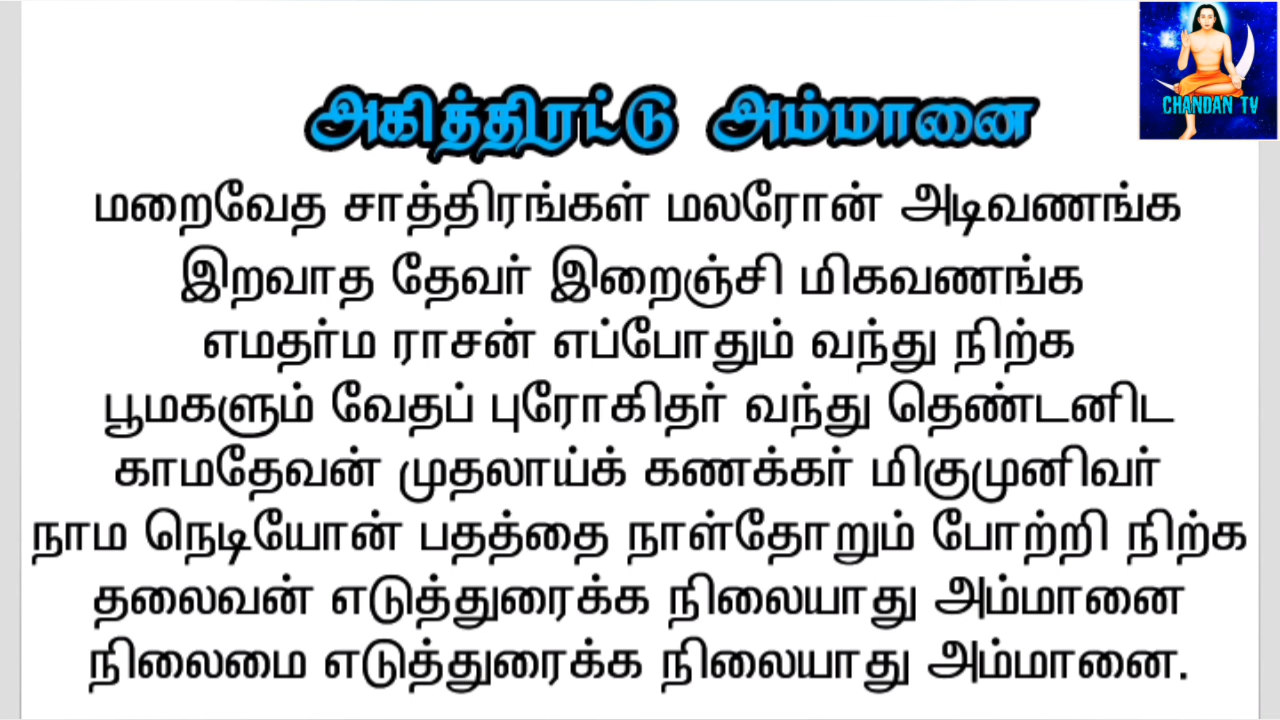 CHANDAN TV
அகித்திரட்டு அம்மானை
மறைவேத சாத்திரங்கள் மலரோன் அடிவணங்க
இறவாத தேவர் இறைஞ்சி மிகவணங்க
எமதர்ம ராசன் எப்போதும் வந்து நிற்க
பூமகளும் வேதப் புரோகிதர் வந்து தெண்டனிட
காமதேவன் முதலாய்க் கணக்கர் மிகுமுனிவர்
நாம நெடியோன் பதத்தை நாள்தோறும் போற்றி நிற்க
தலைவன் எடுத்துரைக்க நிலையாது அம்மானை
நிலைமை எடுத்துரைக்க நிலையாது அம்மானை.